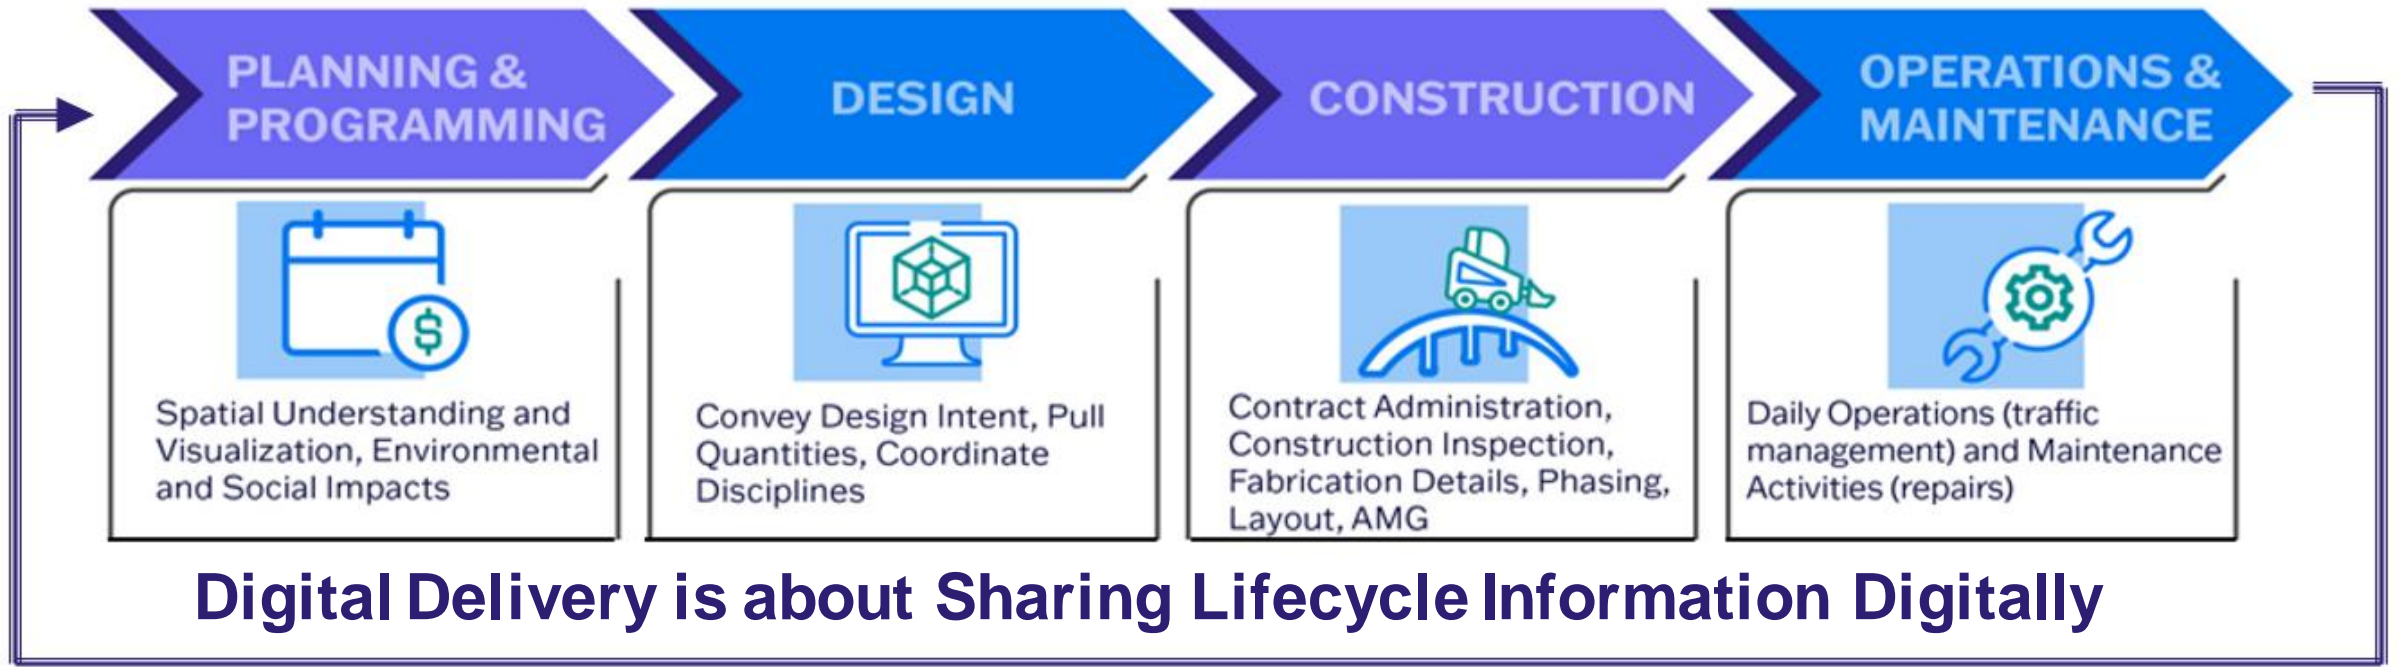 PLANNING &
PROGRAMMING
DESIGN
CONSTRUCTION
OPERATIONS &
MAINTENANCE
$
Spatial Understanding and
Visualization, Environmental
and Social Impacts
Convey Design Intent, Pull
Quantities, Coordinate
Disciplines
Contract Administration,
Construction Inspection,
Fabrication Details, Phasing,
Layout, AMG
Daily Operations (traffic
management) and Maintenance
Activities (repairs)
Digital Delivery is about Sharing Lifecycle Information Digitally